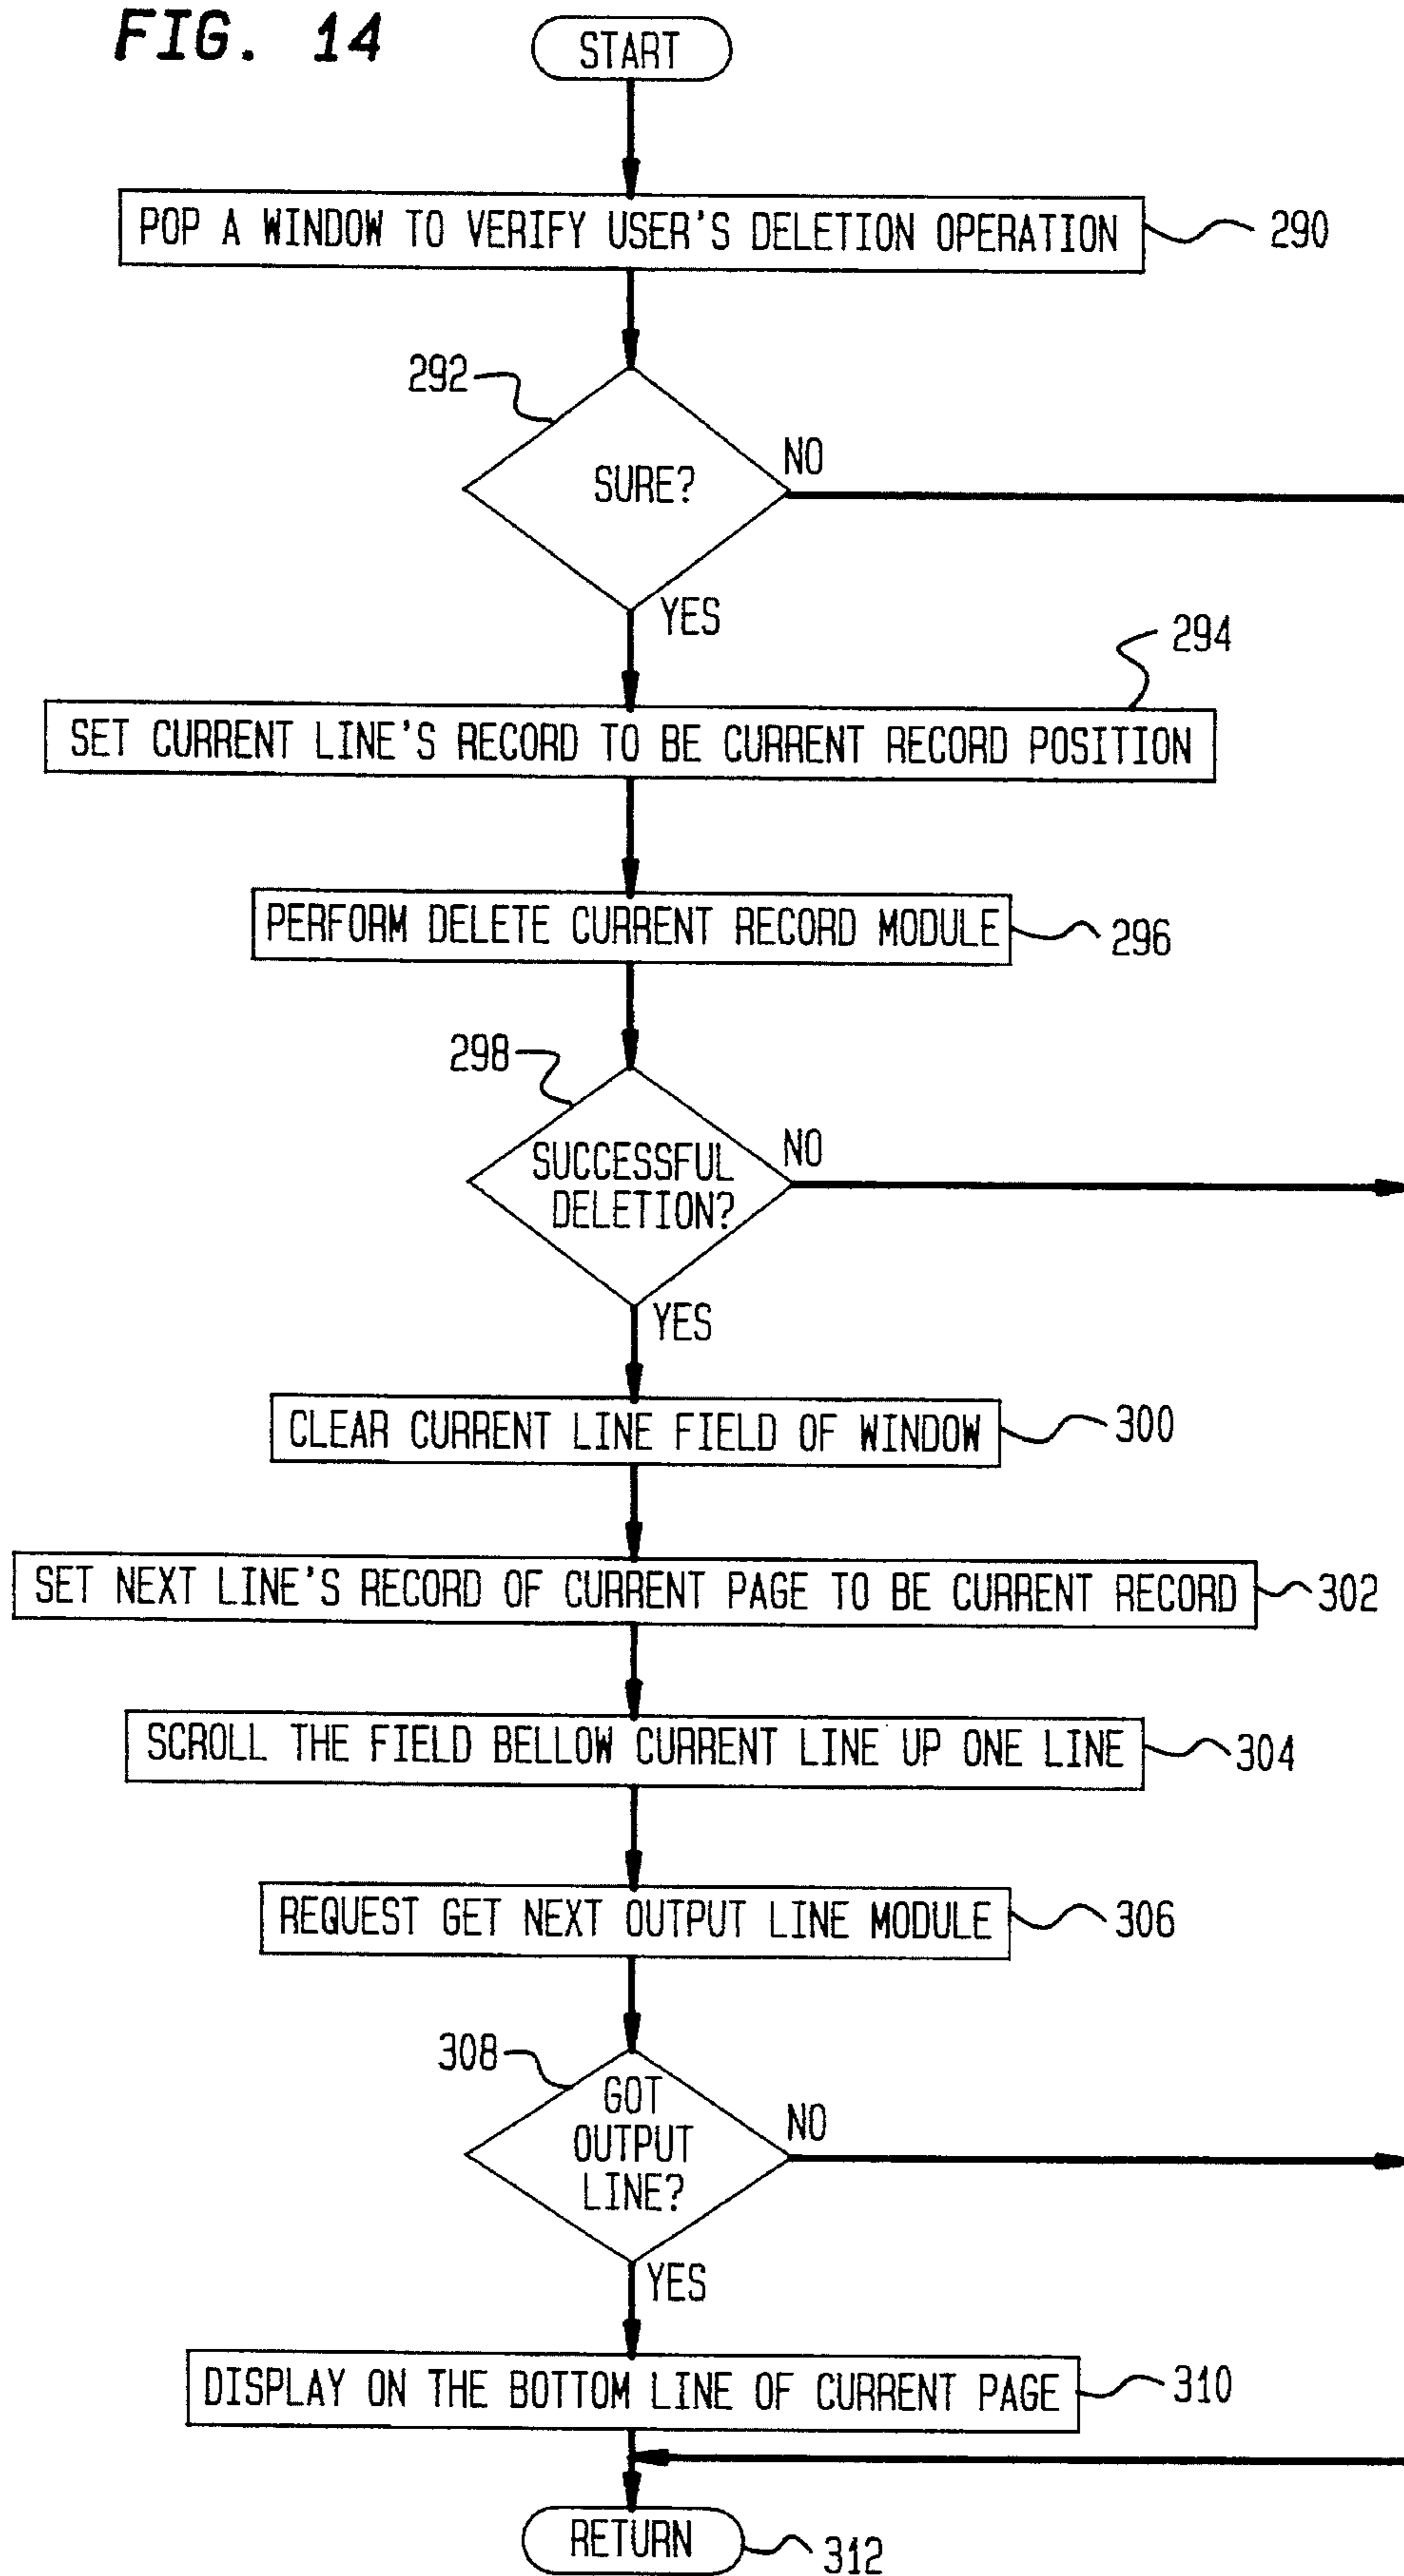 FIG. 14
START
POP A WINDOW TO VERIFY USER'S DELETION OPERATION
290
292
SURE?
NO
YES
294
SET CURRENT LINE'S RECORD TO BE CURRENT RECORD POSITION
PERFORM DELETE CURRENT RECORD MODULE
296
298
SUCCESSFUL
DELETION?
NO
YES
CLEAR CURRENT LINE FIELD OF WINDOW
300
SET NEXT LINE'S RECORD OF CURRENT PAGE TO BE CURRENT RECORD
302
SCROLL THE FIELD BELLOW CURRENT LINE UP ONE LINE
304
REQUEST GET NEXT OUTPUT LINE MODULE
306
308
GOT
OUTPUT
LINE?
NO
YES
DISPLAY ON THE BOTTOM LINE OF CURRENT PAGE
310
RETURN
312